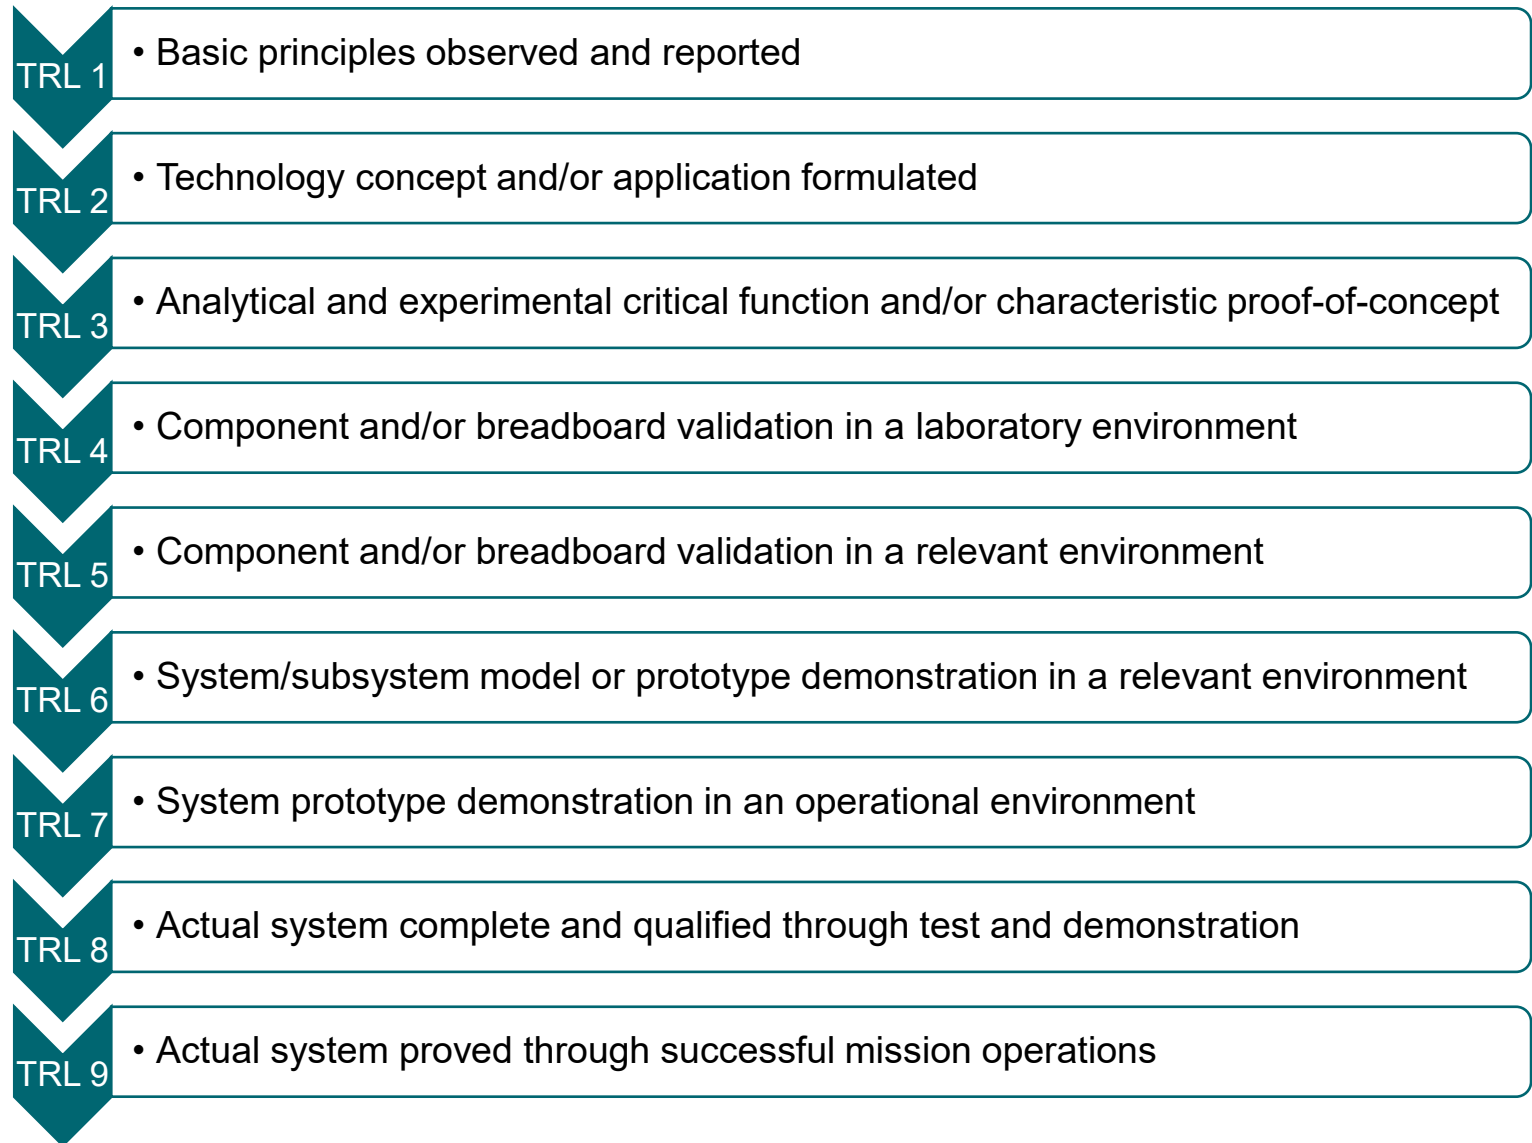 TRL 1
• Basic principles observed and reported
TRL 2
• Technology concept and/or application formulated
TRL 3
• Analytical and experimental critical function and/or characteristic proof-of-concept
TRL 4
• Component and/or breadboard validation in a laboratory environment
TRL 5
• Component and/or breadboard validation in a relevant environment
TRL 6
• System/subsystem model or prototype demonstration in a relevant environment
TRL 7
• System prototype demonstration in an operational environment
TRL 8
• Actual system complete and qualified through test and demonstration
TRL 9
• Actual system proved through successful mission operations